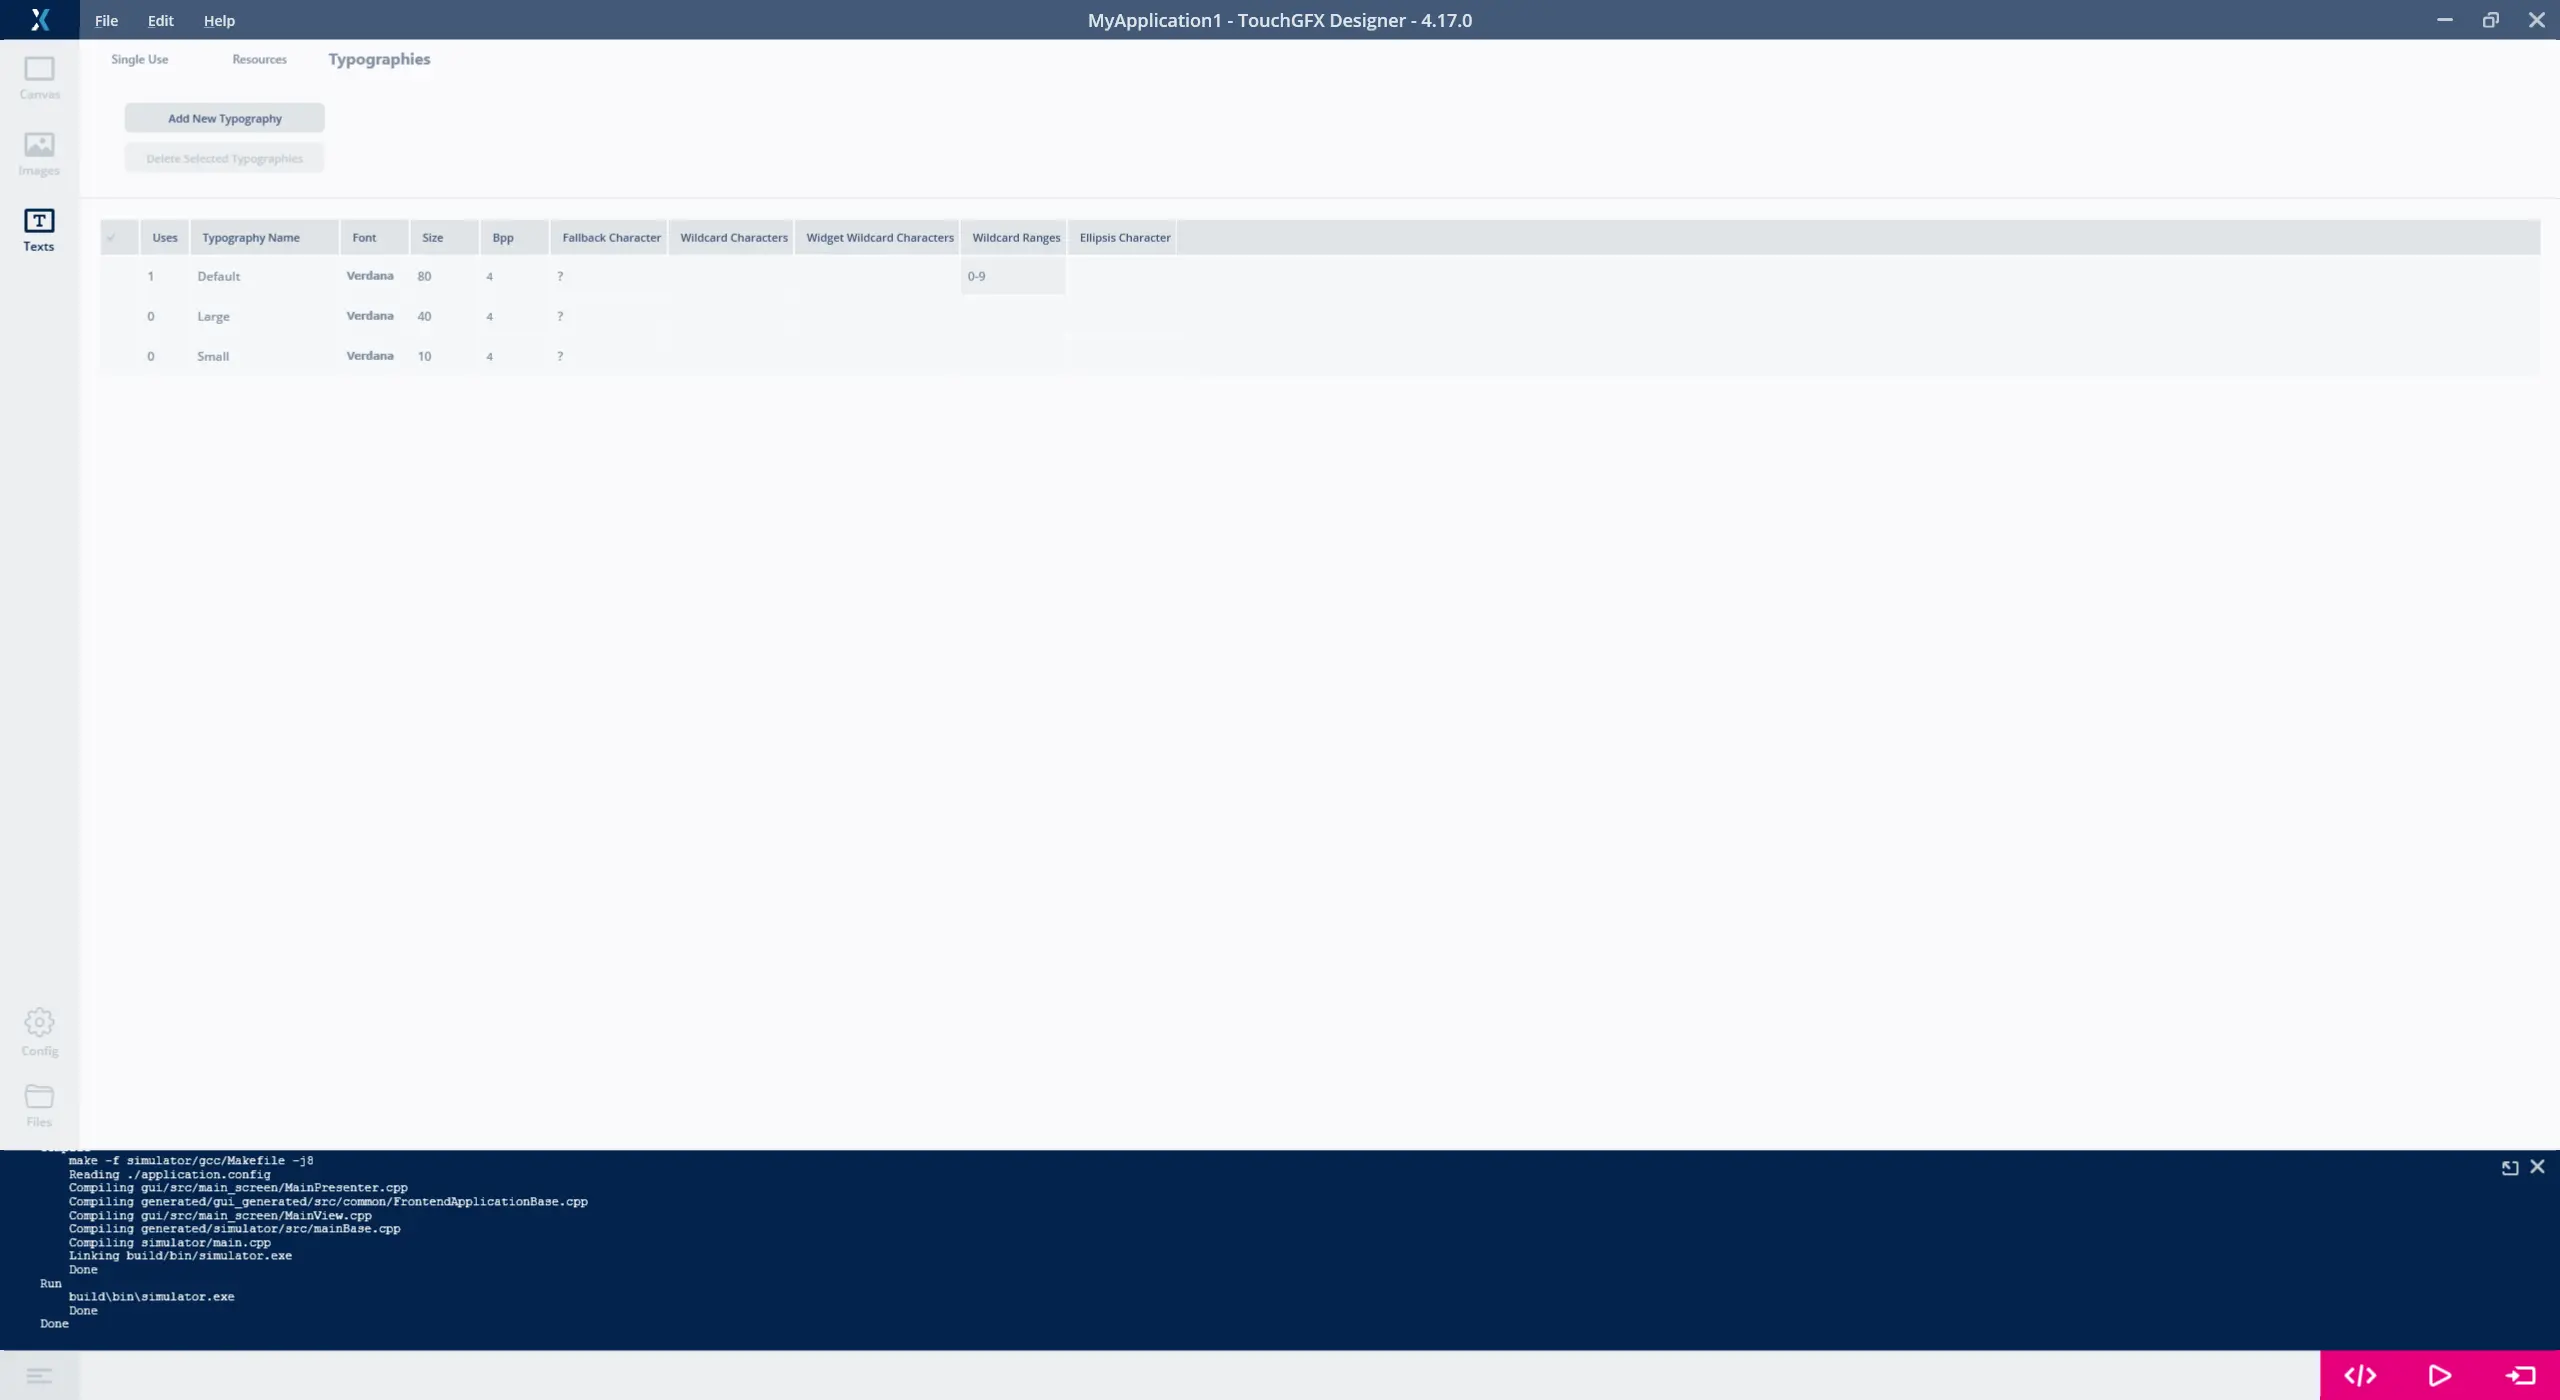 File Edit Help
MyApplication1 - TouchGFX Designer - 4.17.0
Canvas
Images
Texts
Config
Files
Single Use Resources Typographies
Add New Typography
Delete Selected Typographies
Uses Typography Name Font Size Bpp Fallback Character Wildcard Characters Widget Wildcard Characters Wildcard Ranges Ellipsis Character
1 Default Verdana 80 4 ? 0-9
0 Large Verdana 40 4 ?
0 Small Verdana 10 4 ?
make -f simulator/gcc/Makefile -j8
Reading ./application.config
Compiling gui/src/main_screen/MainPresenter.cpp
Compiling generated/gui_generated/src/common/FrontendApplicationBase.cpp
Compiling gui/src/main_screen/MainView.cpp
Compiling generated/simulator/src/mainBase.cpp
Compiling simulator/main.cpp
Linking build/bin/simulator.exe
Done
Run
build\bin\simulator.exe
Done
Done